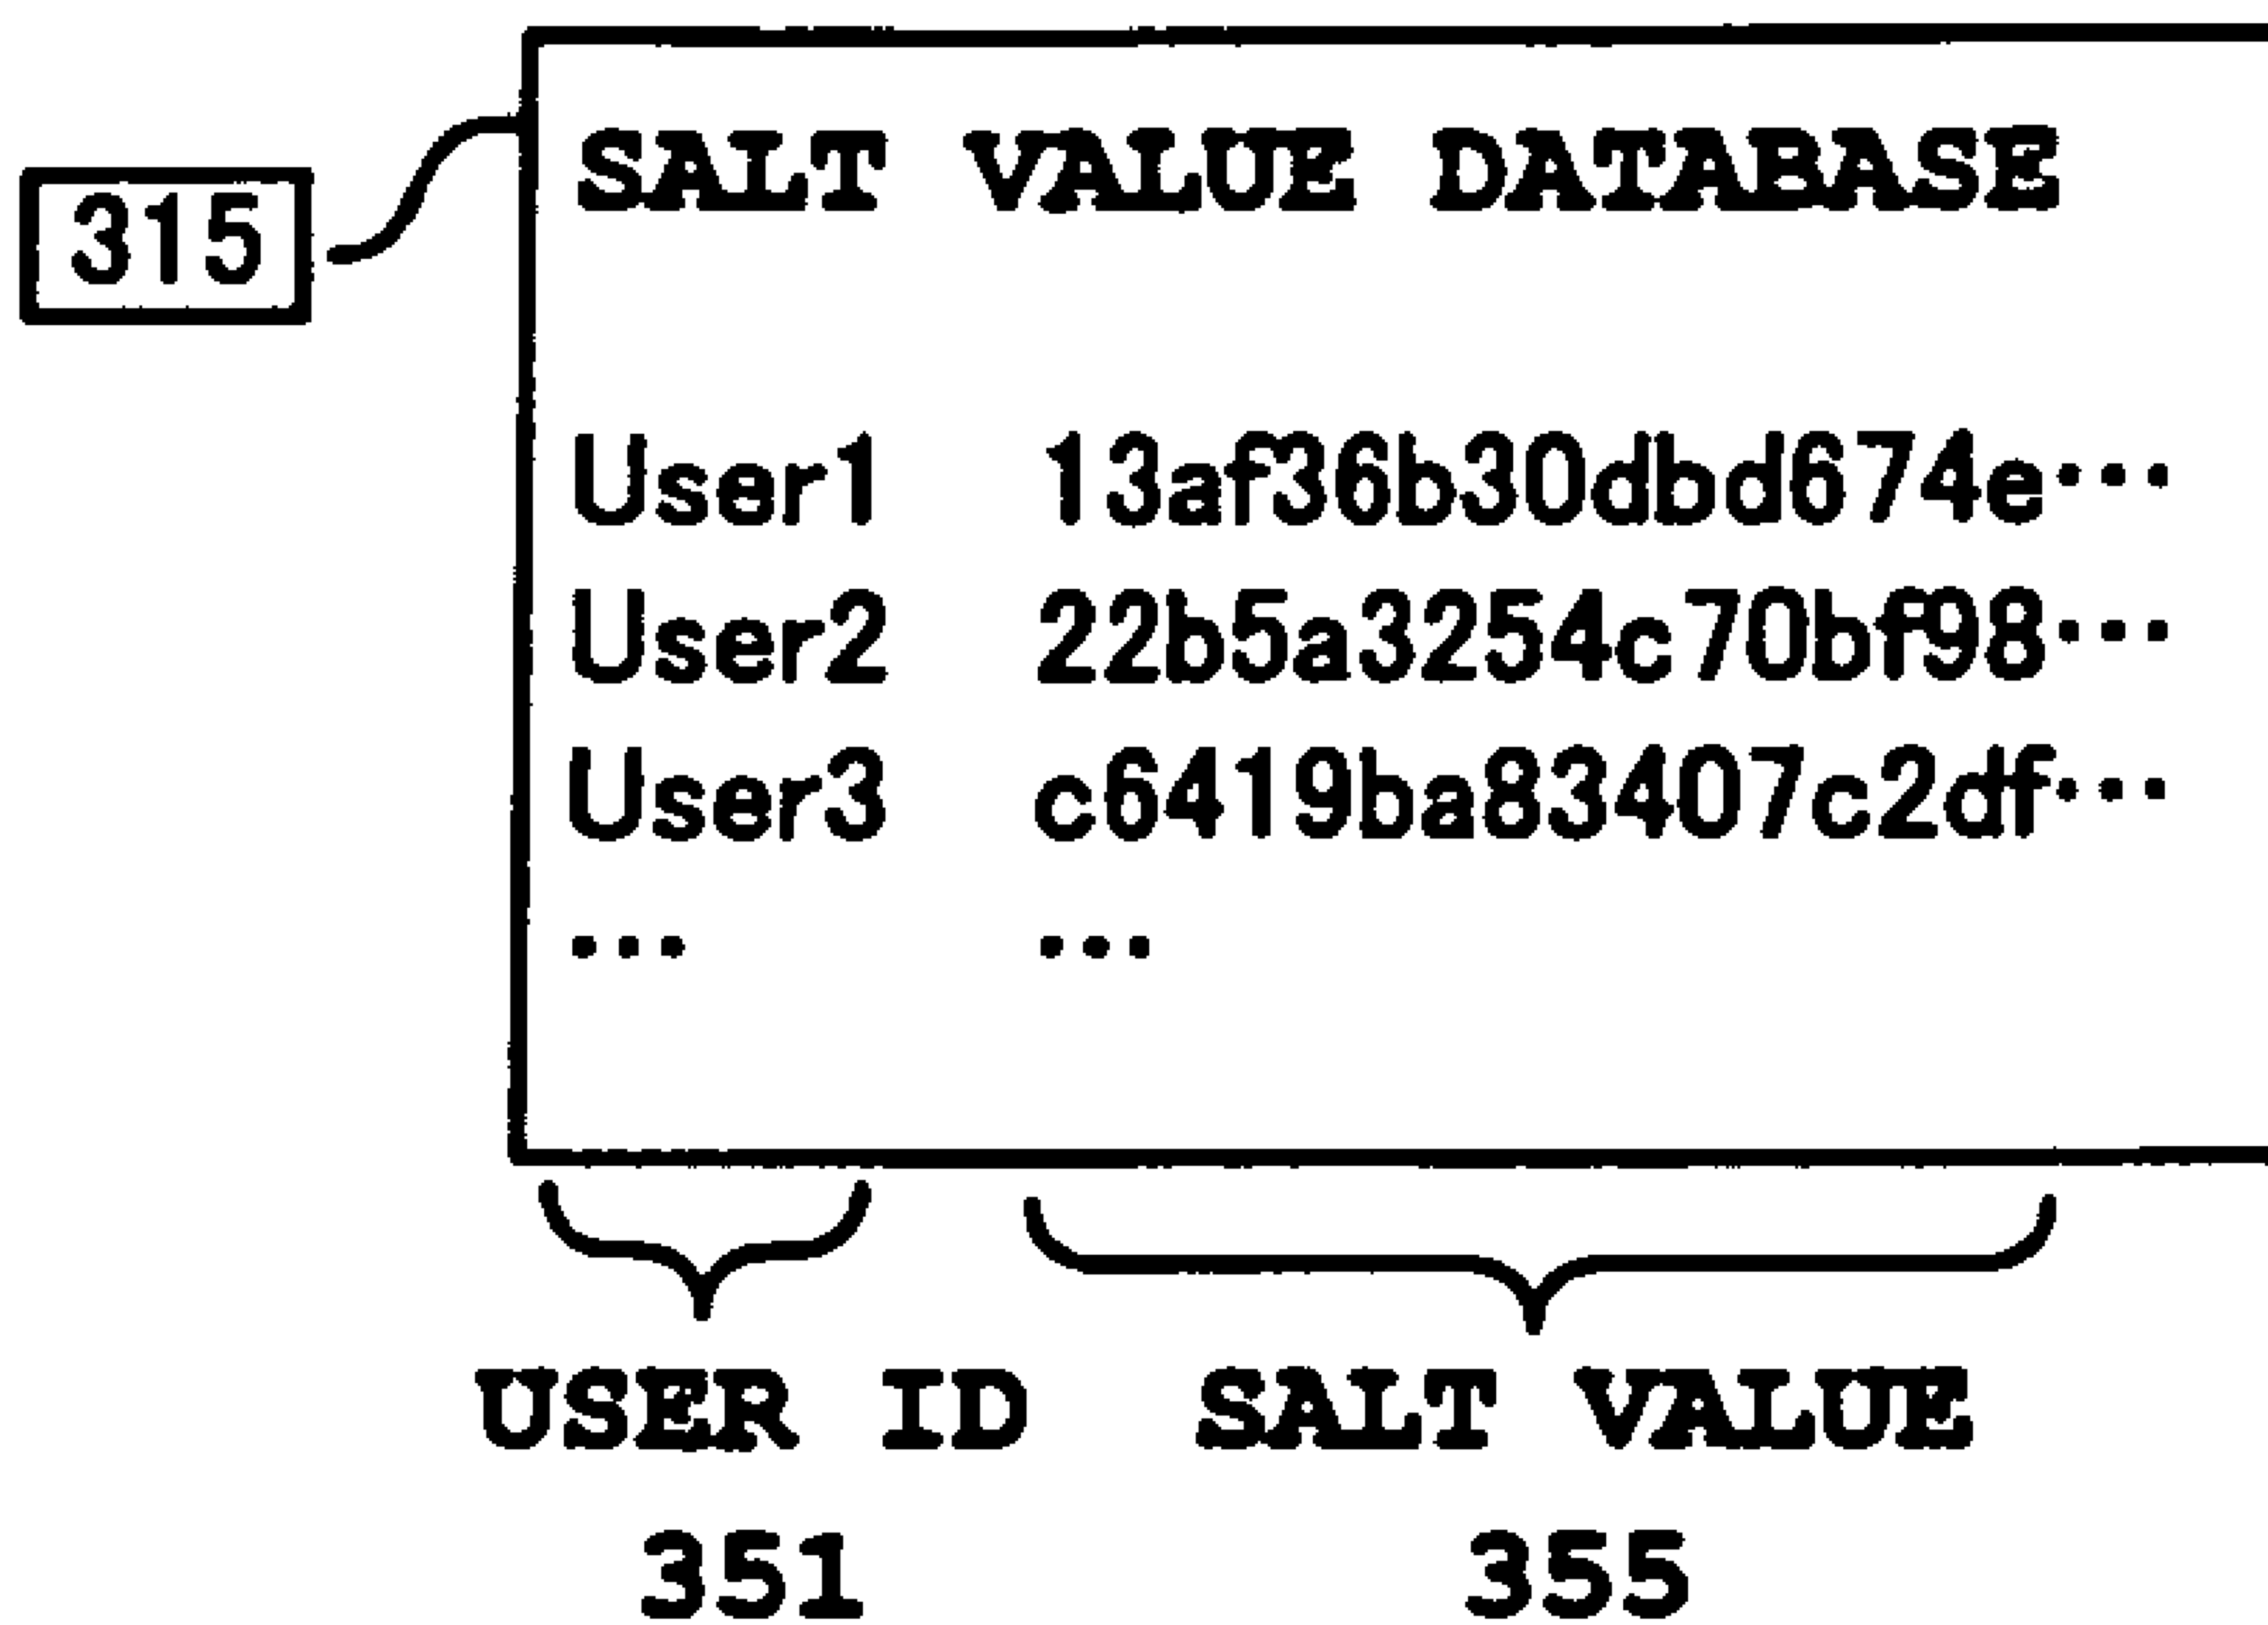 SALT VALUE DATABASE
315
User1 13af36b30dbd674e...
User2 22b5a3254c70bf98...
User3 c6419ba83407c2df...
... ...
USER ID SALT VALUE
351 355